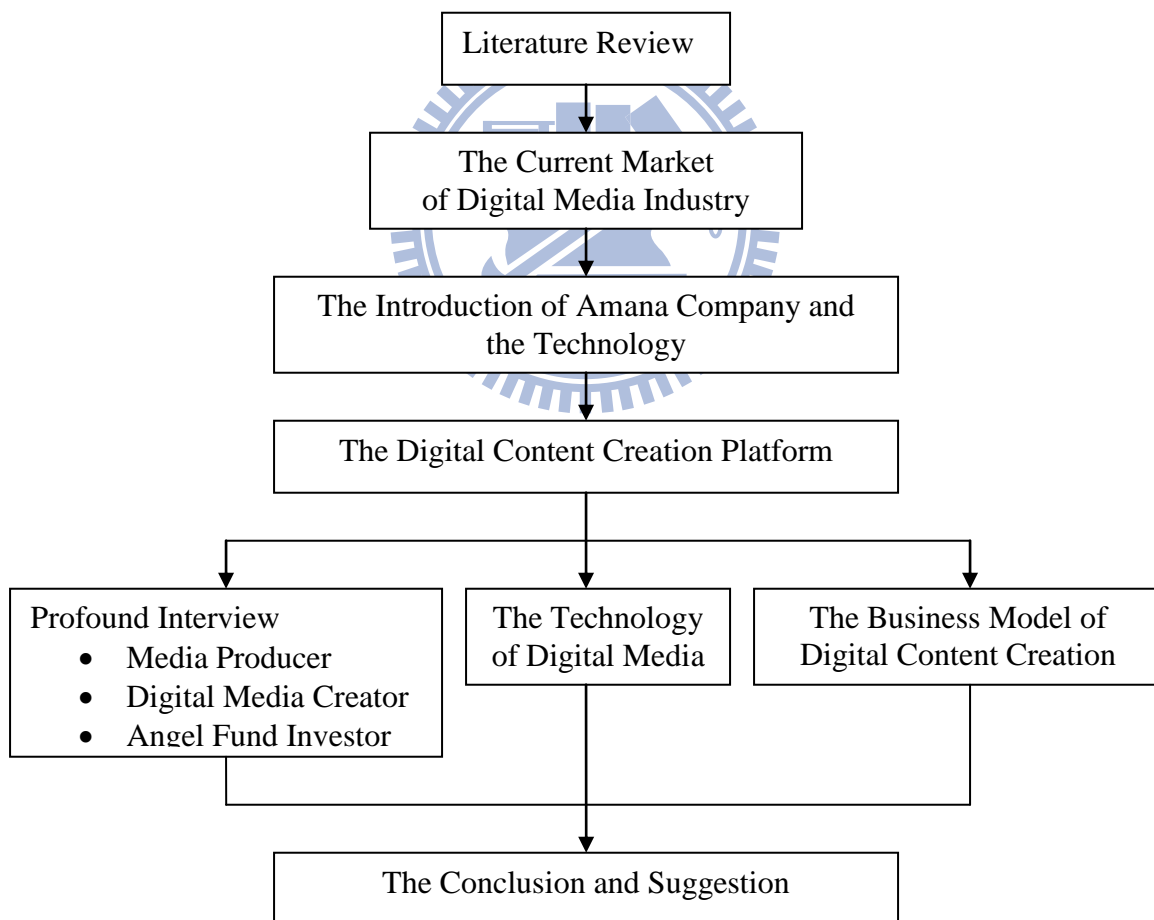 Literature Review
The Current Market
of Digital Media Industry
The Introduction of Amana Company and
the Technology
The Digital Content Creation Platform
Profound Interview
• Media Producer
• Digital Media Creator
• Angel Fund Investor
The Technology
of Digital Media
The Business Model of
Digital Content Creation
The Conclusion and Suggestion